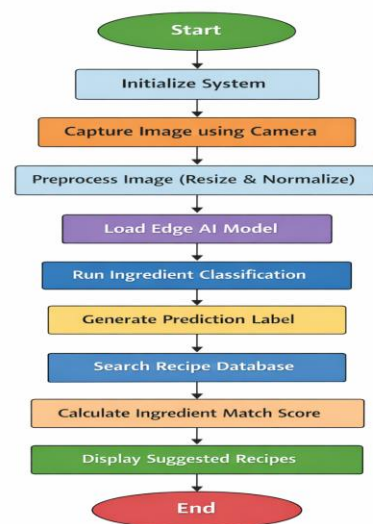 Start
Initialize System
Capture Image using Camera
Preprocess Image (Resize & Normalize)
Load Edge AI Model
Run Ingredient Classification
Generate Prediction Label
Search Recipe Database
Calculate Ingredient Match Score
Display Suggested Recipes
End